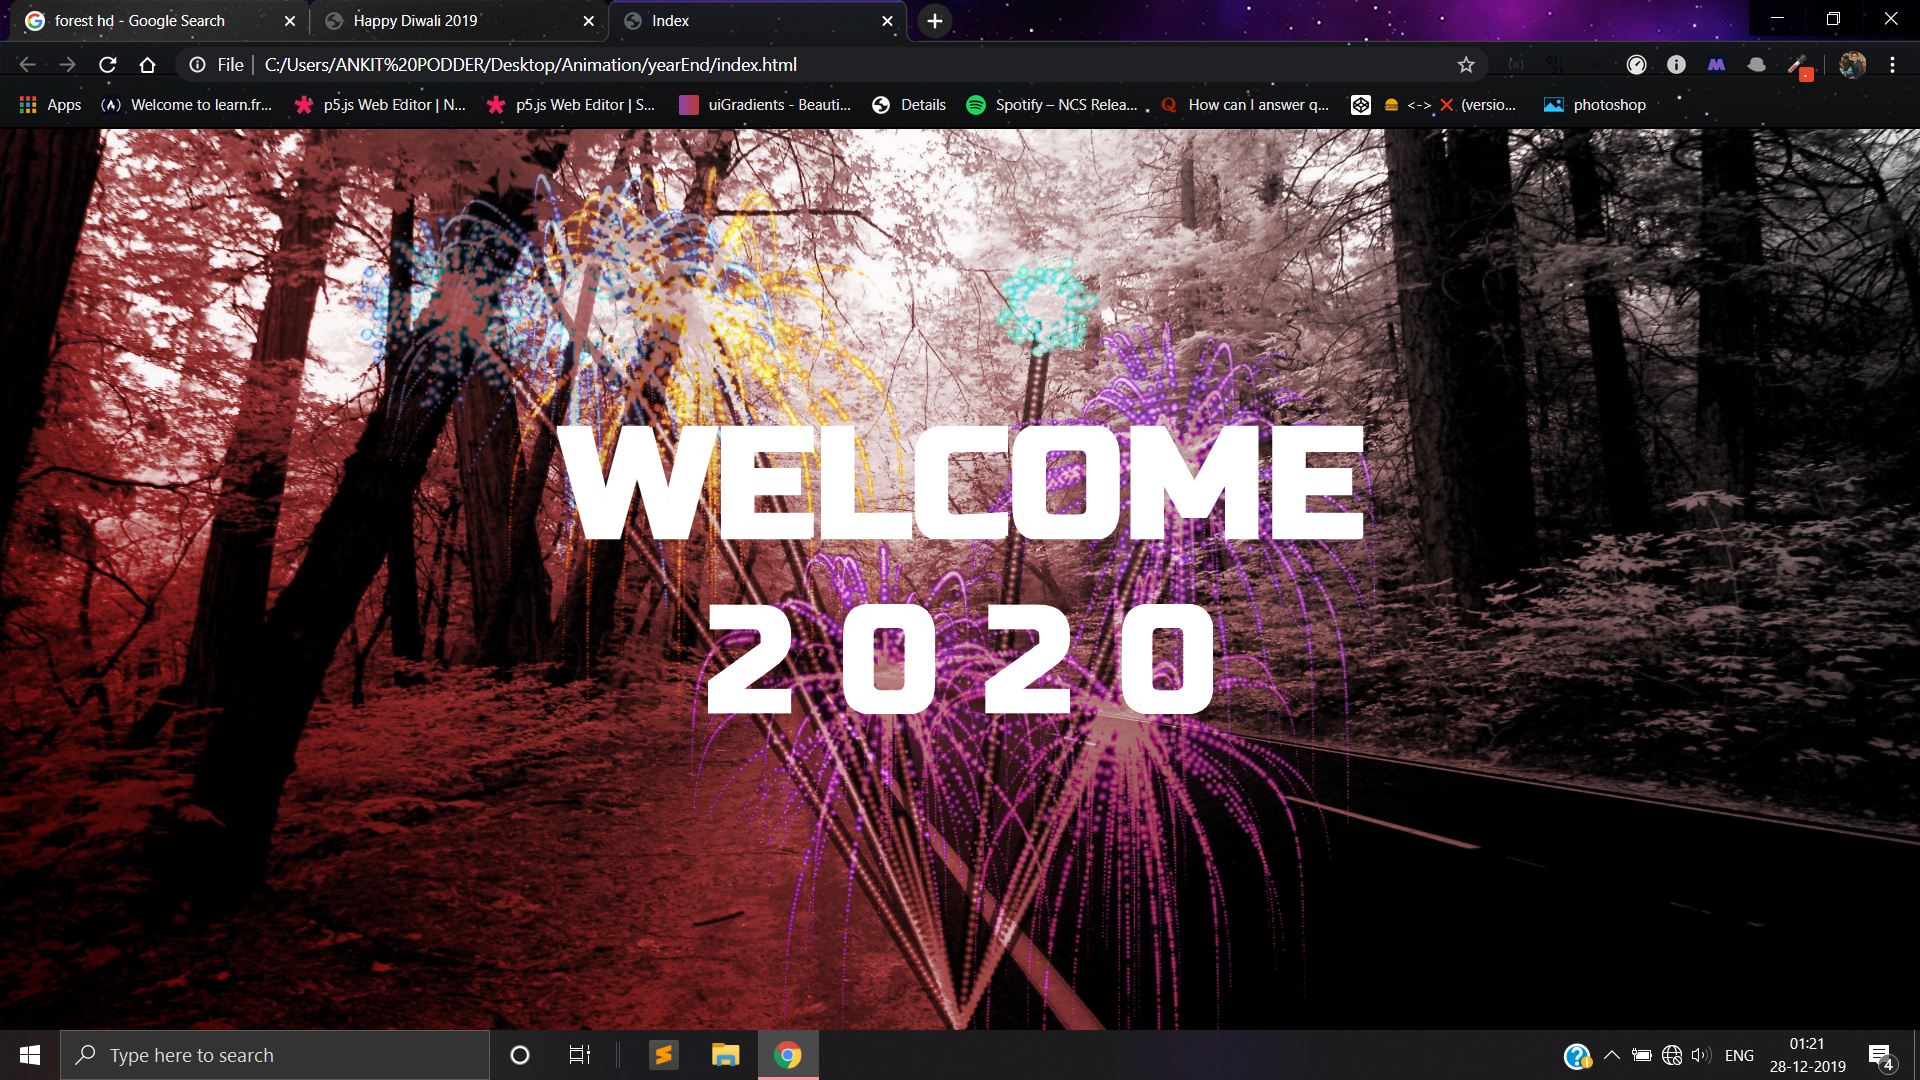 forest hd - Google Search
Happy Diwali 2019
Index
File
C:/Users/ANKIT%20PODDER/Desktop/Animation/yearEnd/index.html
Apps
Welcome to learn.fr...
p5.js Web Editor | N...
p5.js Web Editor | S...
uiGradients - Beauti...
Details
Spotify – NCS Relea...
How can I answer q...
<-> ❌ (versio...
photoshop
WELCOME
2020
Type here to search
ENG
01:21
28-12-2019
4